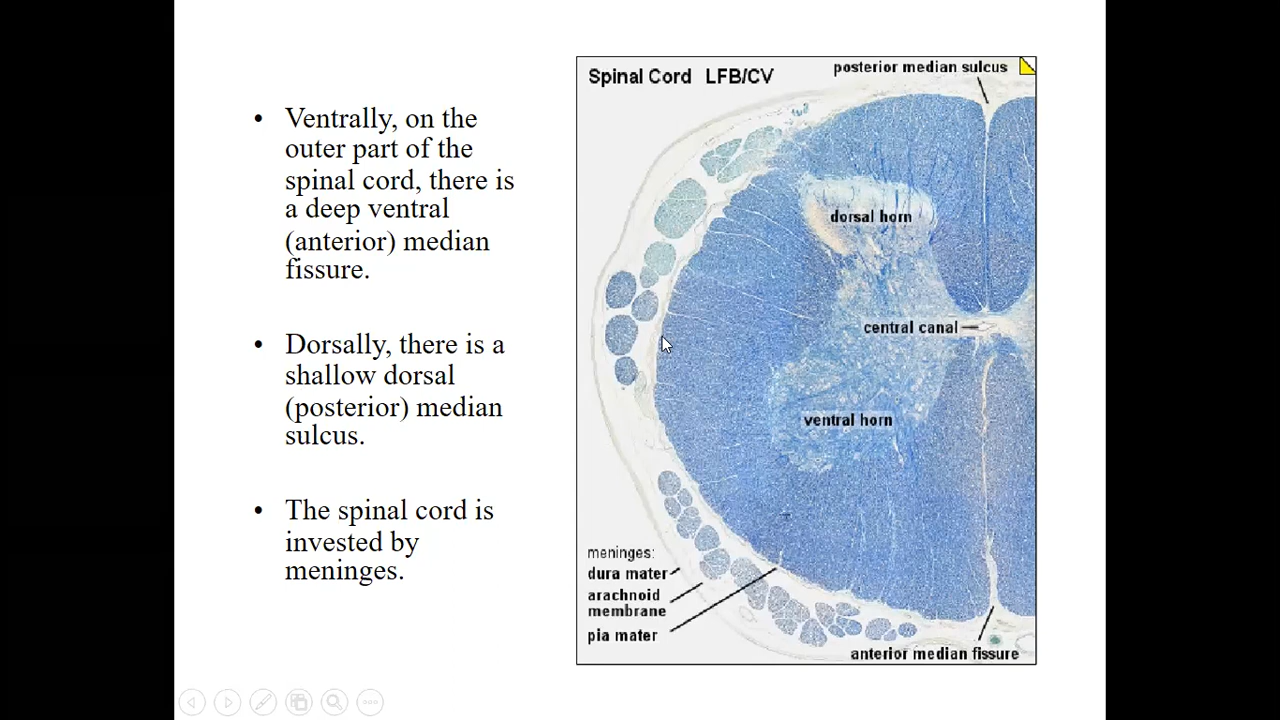 • Ventrally, on the
outer part of the
spinal cord, there is
a deep ventral
(anterior) median
fissure.
• Dorsally, there is a
shallow dorsal
(posterior) median
sulcus.
• The spinal cord is
invested by
meninges.
Spinal Cord LFB/CV
posterior median sulcus
dorsal horn
central canal
ventral horn
meninges:
dura mater
arachnoid
membrane
pia mater
anterior median fissure